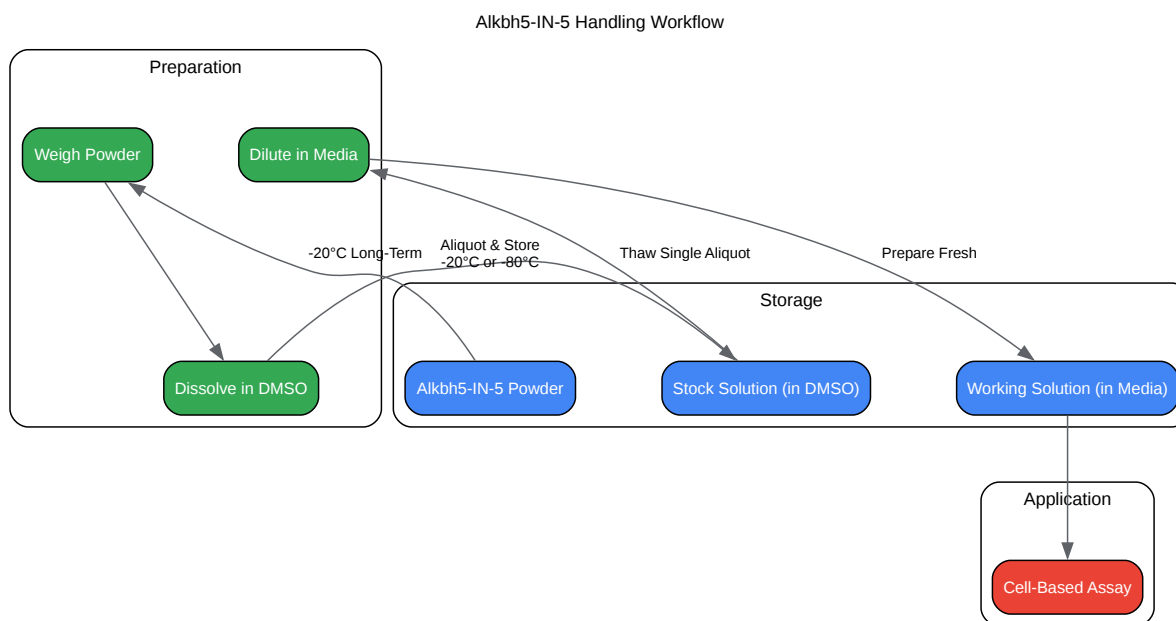 Alkbh5-IN-5 Handling Workflow
Preparation
Weigh Powder
Dilute in Media
-20°C Long-Term
Aliquot & Store
-20°C or -80°C
Thaw Single Aliquot
Prepare Fresh
Storage
Dissolve in DMSO
Alkbh5-IN-5 Powder
Stock Solution (in DMSO)
Working Solution (in Media)
Application
Cell-Based Assay